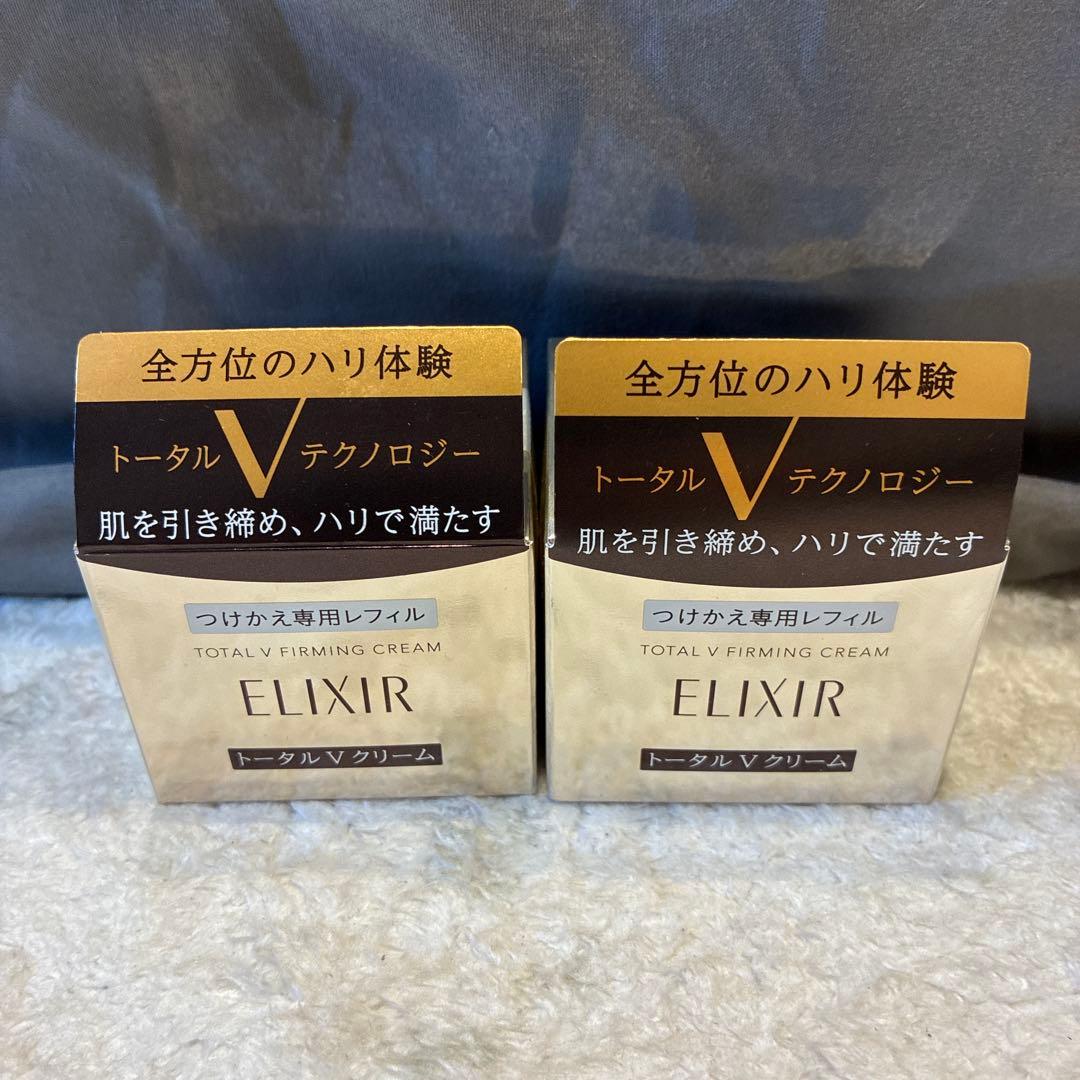 全方位のハリ体験
トータルVテクノロジー
肌を引き締め、ハリで満たす
つけかえ専用レフィル
TOTAL V FIRMING CREAM
ELIXIR
トータル V クリーム
全方位のハリ体験
トータルVテクノロジー
肌を引き締め、ハリで満たす
つけかえ専用レフィル
TOTAL V FIRMING CREAM
ELIXIR
トータル V クリーム